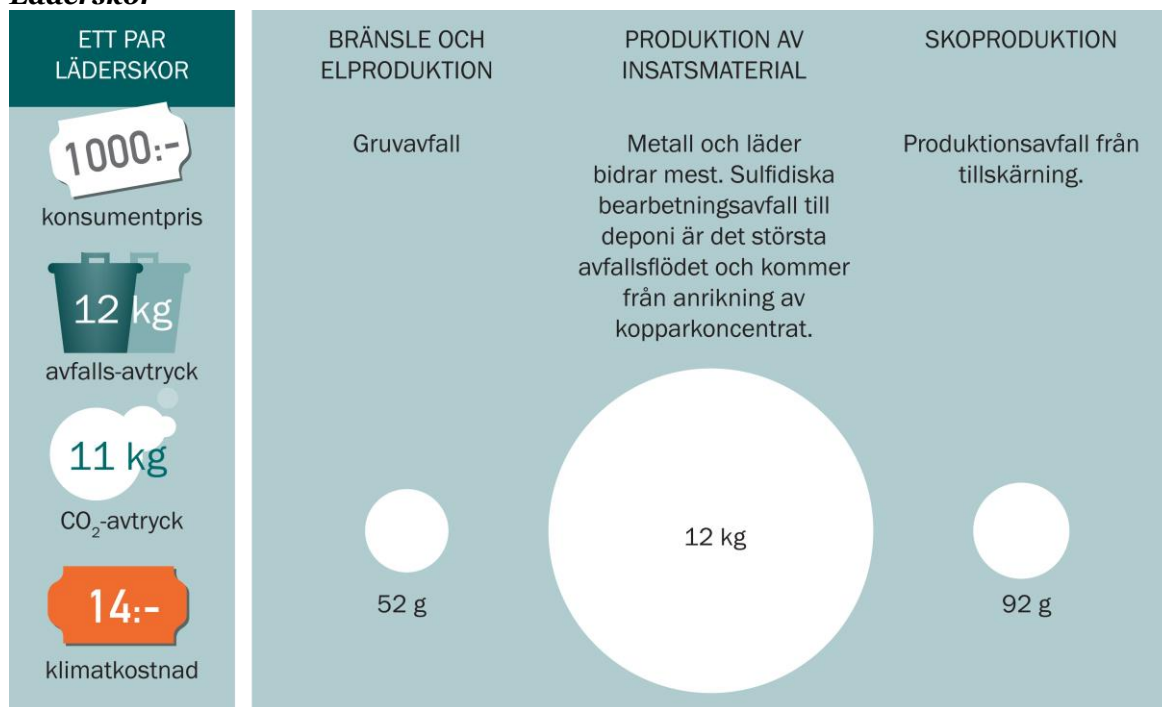 Läderskor
ETT PAR
LÄDERSKOR
1000:-
konsumentpris
12 kg
avfalls-avtryck
11 kg
CO₂-avtryck
14:-
klimatkostnad
BRÄNSLE OCH
ELPRODUKTION
Gruvavfall
52 g
PRODUKTION AV
INSATSMATERIAL
Metall och läder
bidrar mest. Sulfidiska
bearbetningsavfall till
deponi är det största
avfallsflödet och kommer
från anrikning av
kopparkoncentrat.
12 kg
SKOPRODUKTION
Produktionsavfall från
tillskärning.
92 g